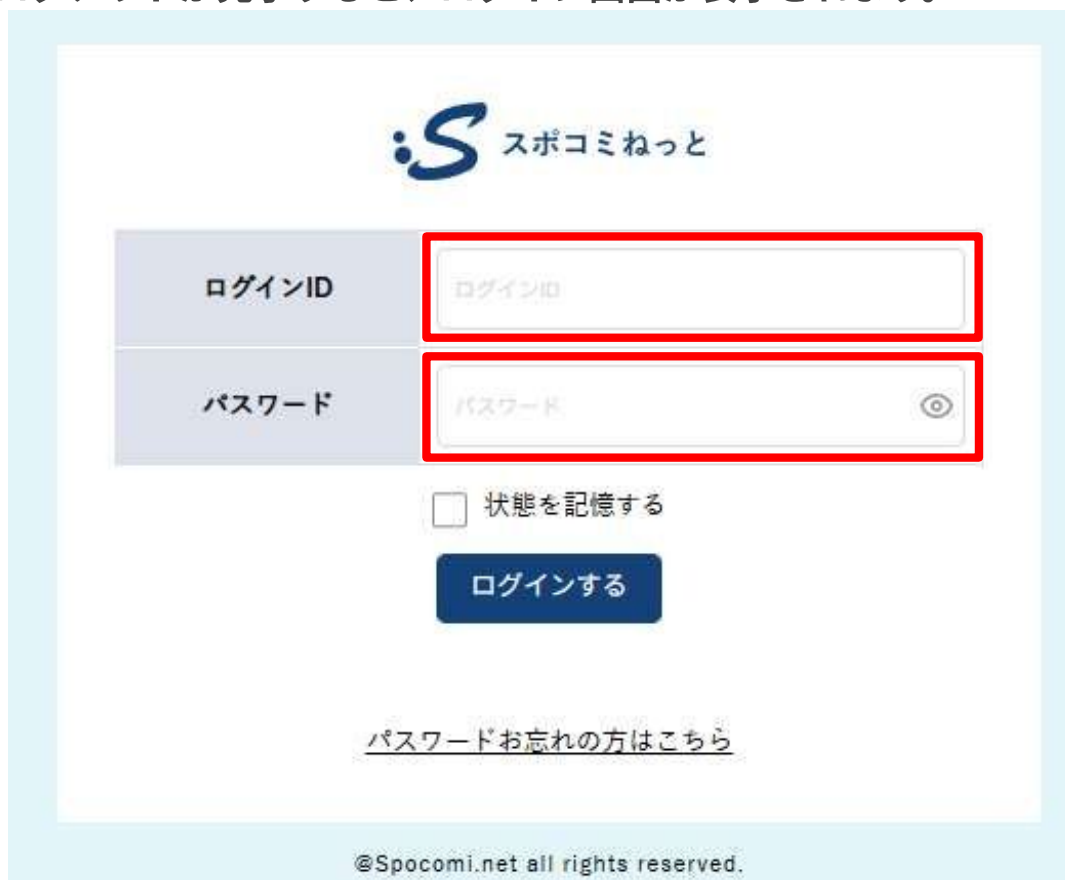 スポコミねっと
ログインID
ログインID
パスワード
パスワード
状態を記憶する
ログインする
パスワードお忘れの方はこちら
@Spocomi.net all rights reserved.